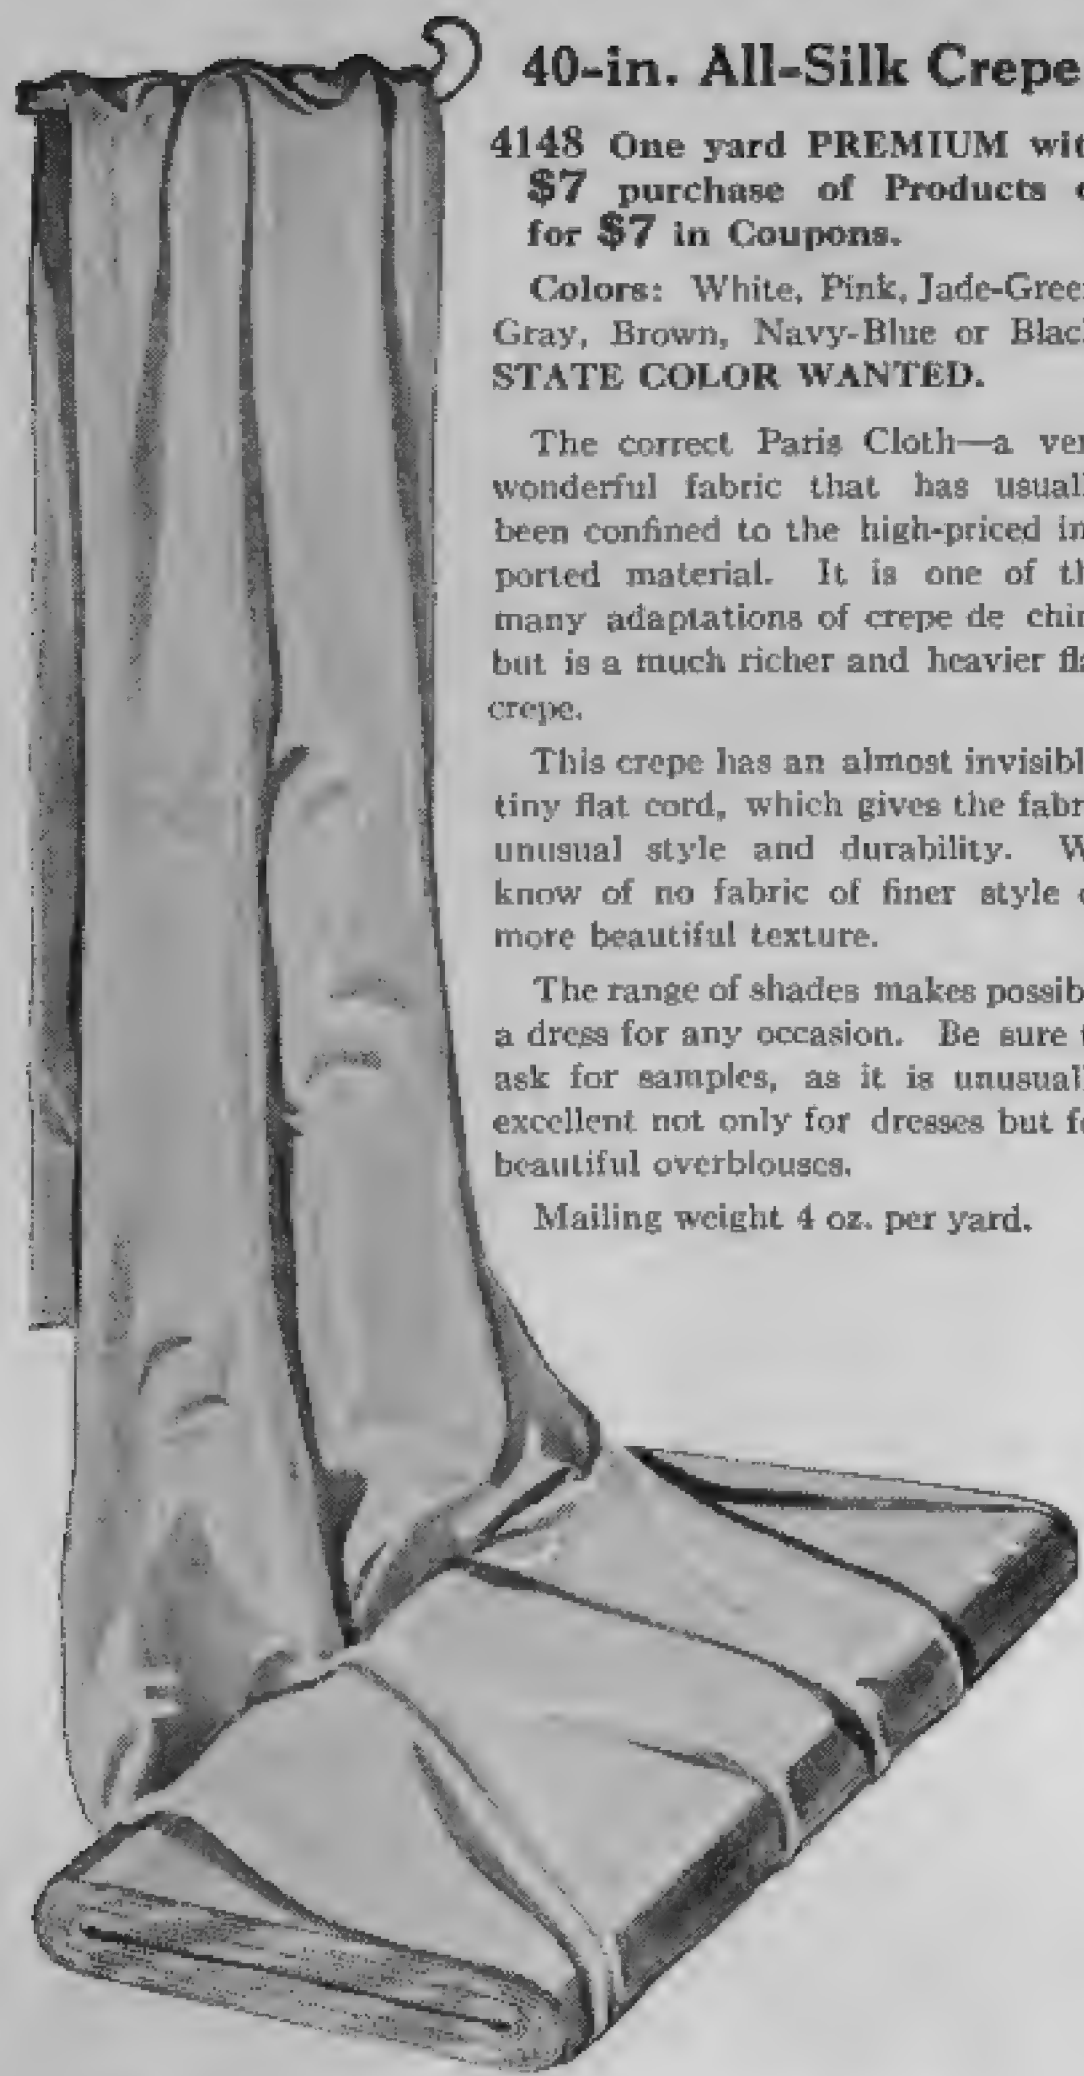 40-in. All-Silk Crepe
4148 One yard PREMIUM wit
$7 purchase of Products
for $7 in Coupons.
Colors: White, Pink, Jade-Gree
Gray, Brown, Navy-Blue or Blac
STATE COLOR WANTED.
The correct Paris Cloth—a ver
wonderful fabric that has usuall
been confined to the high-priced im
ported material. It is one of th
many adaptations of crepe de chin
but is a much richer and heavier fla
crepe.
This crepe has an almost invisibl
tiny flat cord, which gives the fabr
unusual style and durability. W
know of no fabric of finer style
more beautiful texture.
The range of shades makes possib
a dress for any occasion. Be sure t
ask for samples, as it is unusuall
excellent not only for dresses but fo
beautiful overblouses.
Mailing weight 4 oz. per yard.